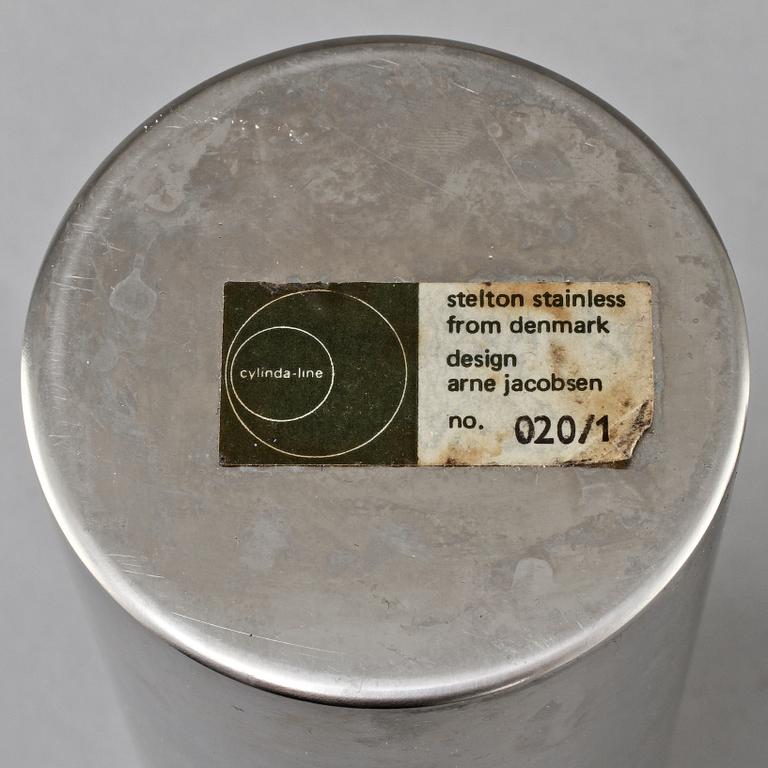 cylinda-line
stelton stainless
from denmark
design
arne jacobsen
no. 020/1